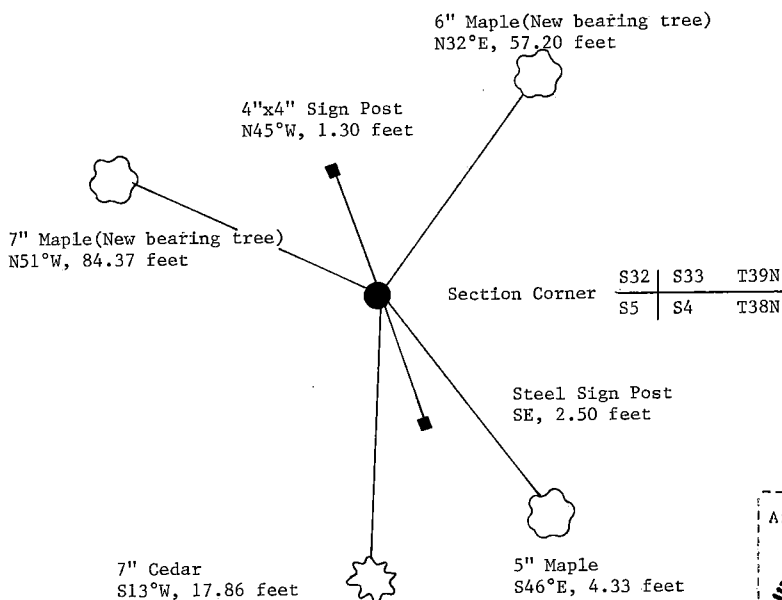 6" Maple(New bearing tree)
N32°E, 57.20 feet
4"x4" Sign Post
N45°W, 1.30 feet
7" Maple(New bearing tree)
N51°W, 84.37 feet
Section Corner
S32 S33 T39N
S5 S4 T38N
Steel Sign Post
SE, 2.50 feet
7" Cedar
S13°W, 17.86 feet
5" Maple
S46°E, 4.33 feet
A
S